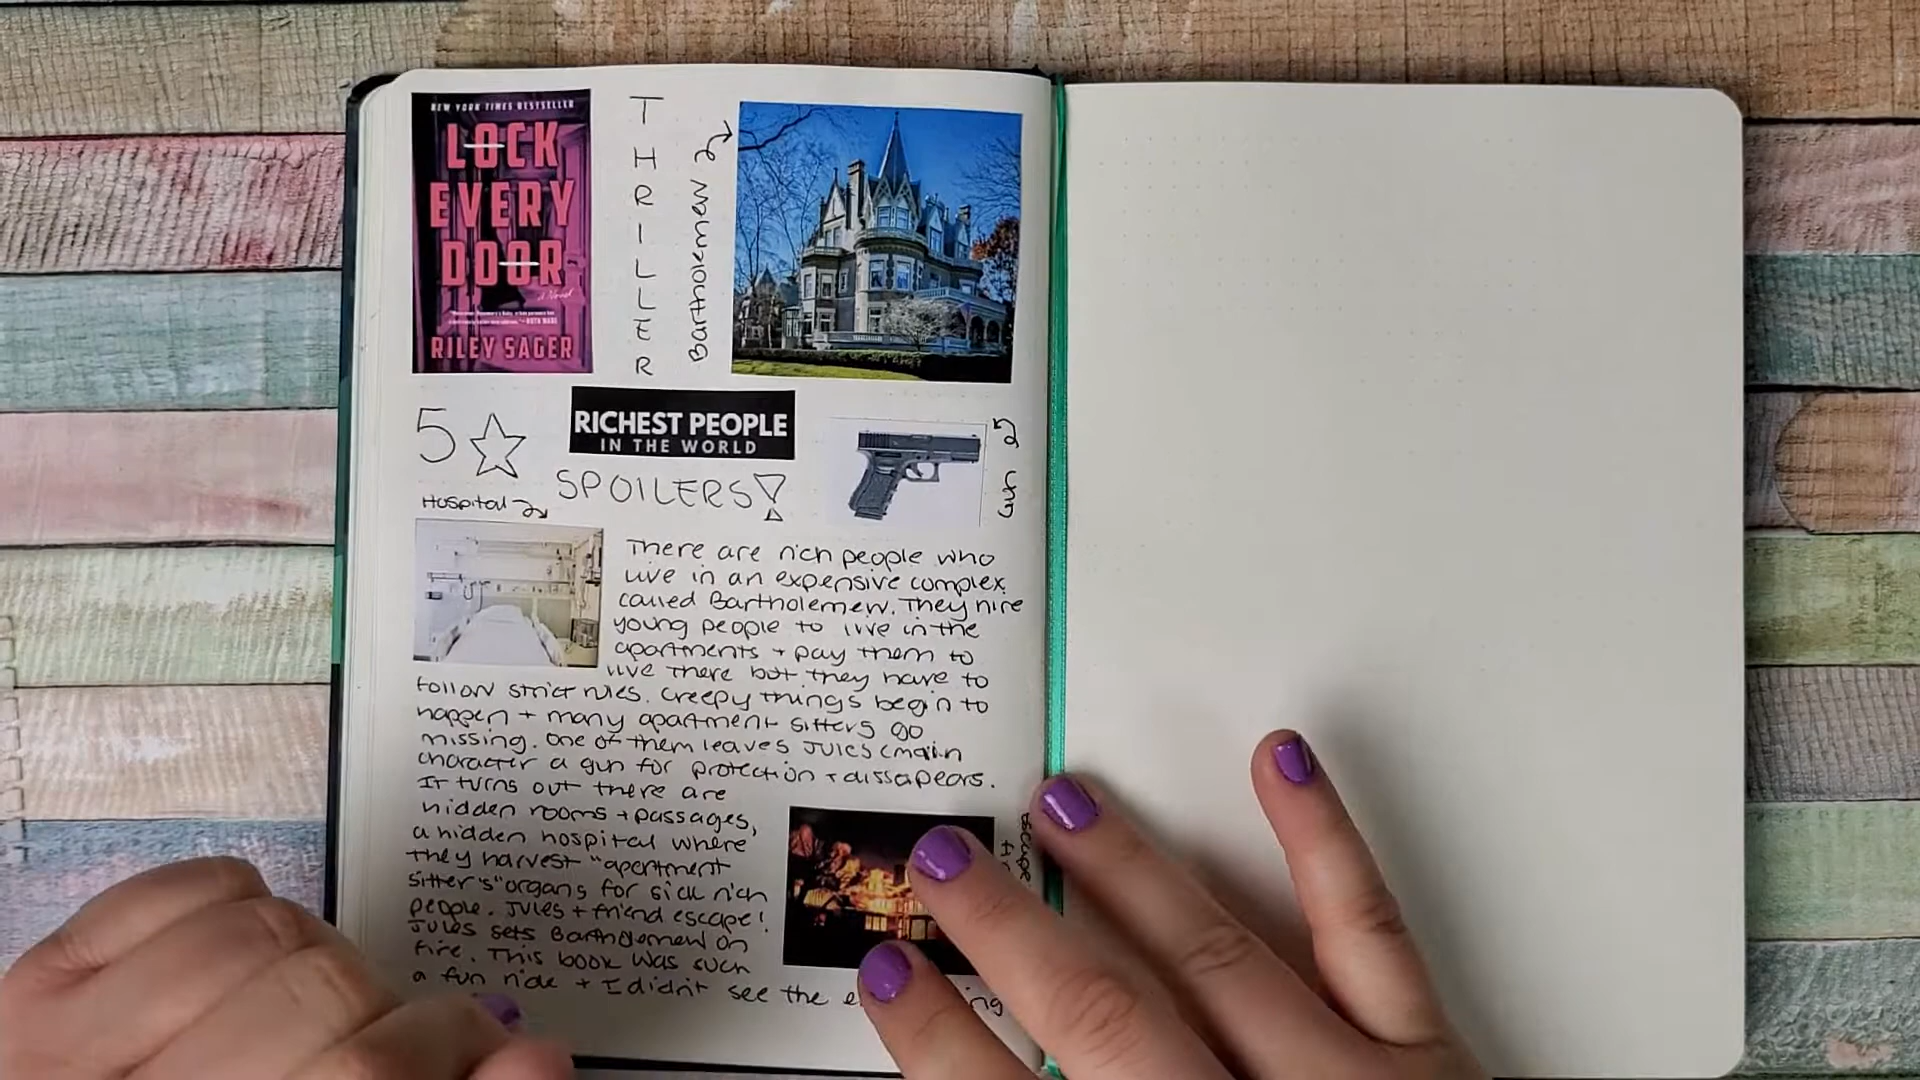 NEW YORK TIMES BESTSELLER
LOCK
EVERY
DOOR
a Novel
RILEY SAGER
THRILLER
Bartholemew
5
RICHEST PEOPLE
IN THE WORLD
SPOILERS!
gun
Hospital
There are rich people who
live in an expensive complex
called Bartholemew. They hire
young people to live in the
apartments + pay them to
live there but they have to
follow strict rules. Creepy things begin to
happen + many apartment sitters go
missing. One of them leaves Jules (main
character a gun for protection + dissapears.
It turns out there are
hidden rooms + passages,
a hidden hospital where
they harvest "apartment
sitter's" organs for sick rich
people. Jules + friend escape!
Jules sets Bartholemew on
fire. This book was such
a fun ride + I didn't see the
escape